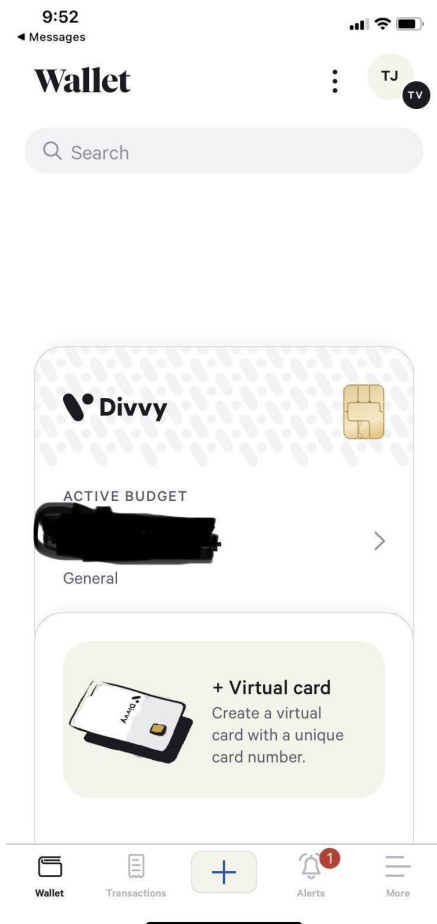 9:52
Messages
Wallet
TJ
TV
Search
Divvy
ACTIVE BUDGET
General
+ Virtual card
Create a virtual
card with a unique
card number.
Divvy
1
Wallet
Transactions
Alerts
More